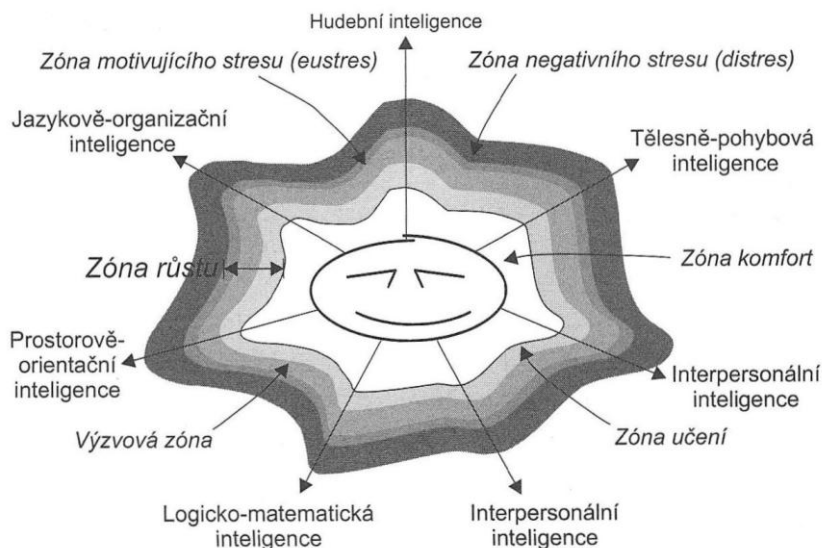 Hudební inteligence
Zóna motivujícího stresu (eustres)
Zóna negativního stresu (distres)
Jazykově-organizační
inteligence
Tělesně-pohybová
inteligence
Zóna růstu
Zóna komfort
Prostorově-
orientační
inteligence
Interpersonální
inteligence
Výzvová zóna
Zóna učení
Logicko-matematická
inteligence
Interpersonální
inteligence